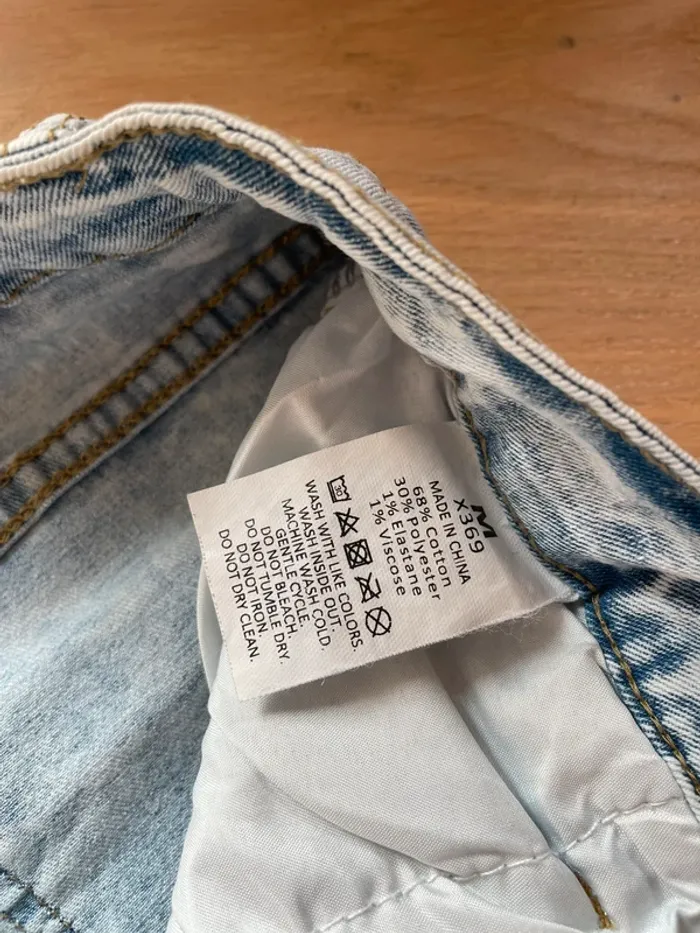 M
X369
MADE IN CHINA
68% Cotton
30% Polyester
1% Elastane
1% Viscose
30
WASH WITH LIKE COLORS.
WASH INSIDE OUT.
MACHINE WASH COLD.
GENTLE CYCLE.
DO NOT BLEACH.
DO NOT TUMBLE DRY.
DO NOT IRON.
DO NOT DRY CLEAN.